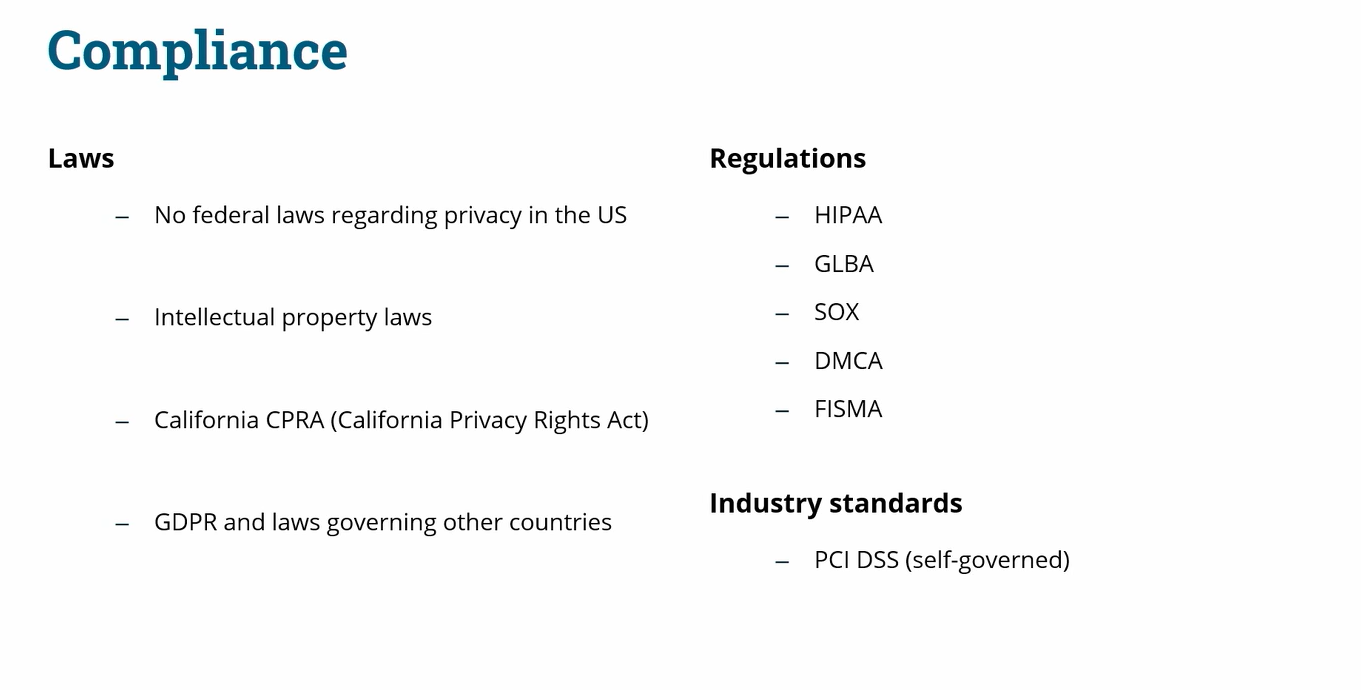 Compliance
Laws
– No federal laws regarding privacy in the US
– Intellectual property laws
– California CPRA (California Privacy Rights Act)
– GDPR and laws governing other countries
Regulations
– HIPAA
– GLBA
– SOX
– DMCA
– FISMA
Industry standards
– PCI DSS (self-governed)